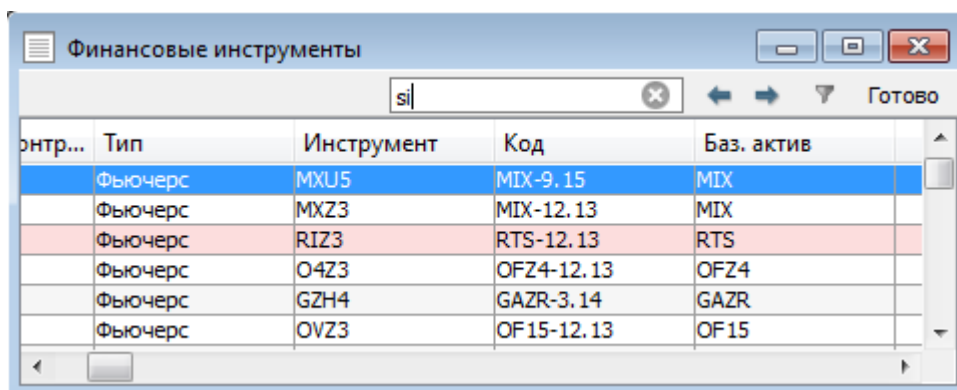 Финансовые инструменты
si Готово
онтр... Тип Инструмент Код Баз. актив
Фьючерс MXU5 MIX-9.15 MIX
Фьючерс MXZ3 MIX-12.13 MIX
Фьючерс RIZ3 RTS-12.13 RTS
Фьючерс O4Z3 OFZ4-12.13 OFZ4
Фьючерс GZH4 GAZR-3.14 GAZR
Фьючерс OVZ3 OF15-12.13 OF15